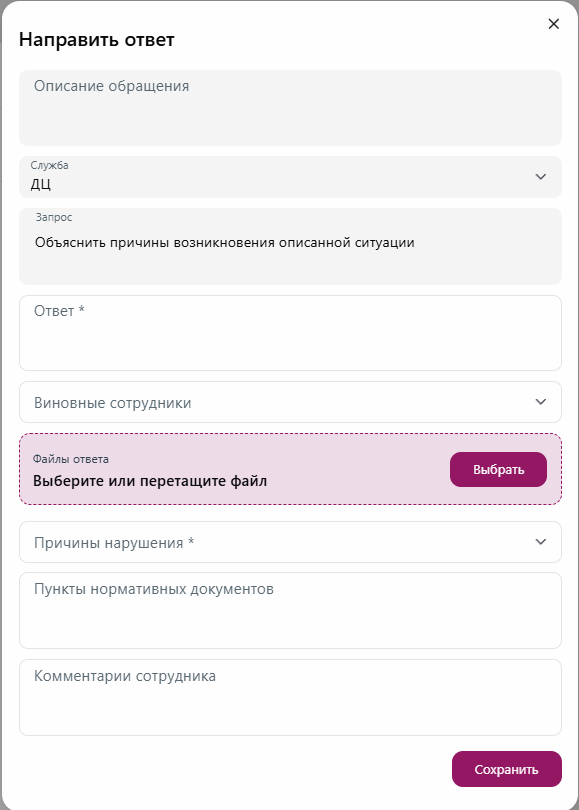 Направить ответ
Описание обращения
Служба
ДЦ
Запрос
Объяснить причины возникновения описанной ситуации
Ответ *
Виновные сотрудники
Файлы ответа
Выберите или перетащите файл
Выбрать
Причины нарушения *
Пункты нормативных документов
Комментарии сотрудника
Сохранить